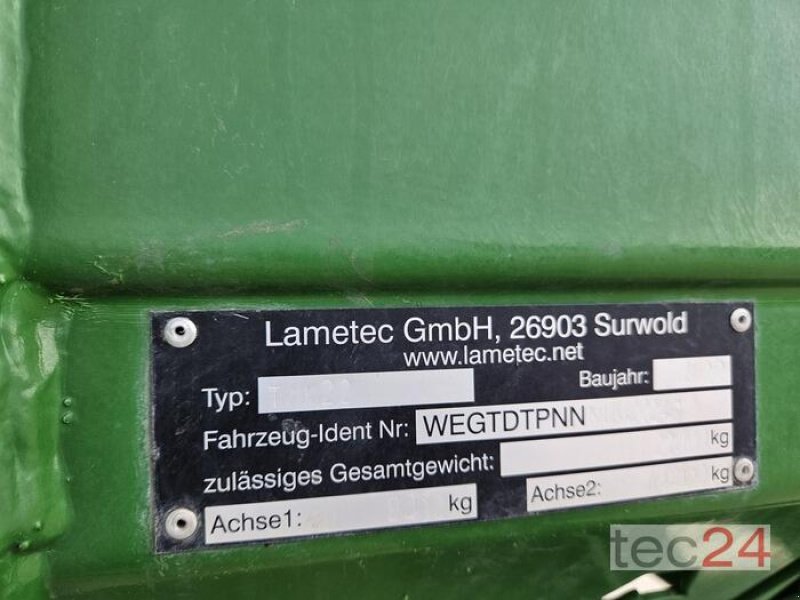 Lametec GmbH, 26903 Surwold
www.lametec.net
Typ: Baujahr:
Fahrzeug-Ident Nr: WEGTDTPNN
zulässiges Gesamtgewicht: kg
Achse1: kg Achse2: kg
tec24